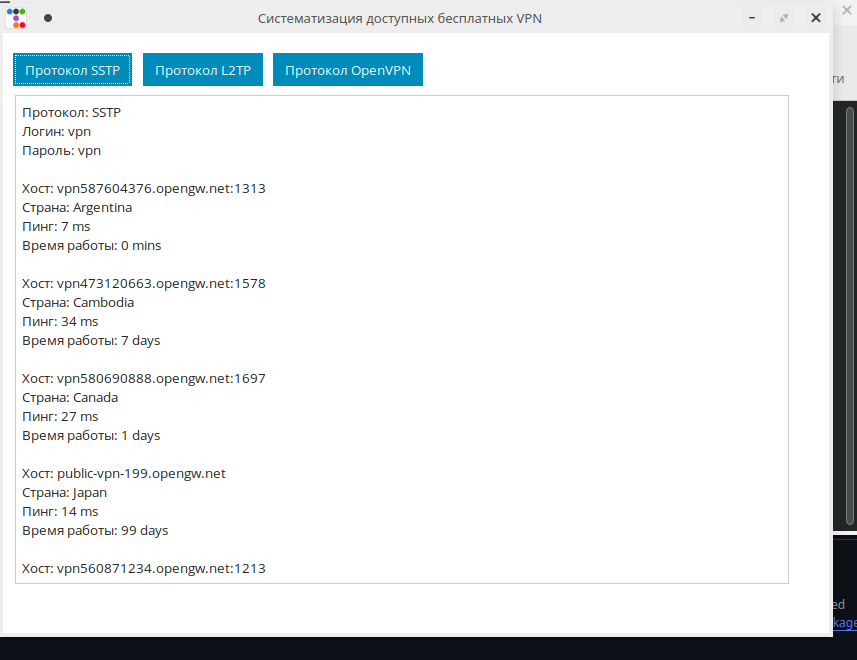 Систематизация доступных бесплатных VPN
ти
Протокол SSTP
Протокол L2TP
Протокол OpenVPN
Протокол: SSTP
Логин: vpn
Пароль: vpn
Хост: vpn587604376.opengw.net:1313
Страна: Argentina
Пинг: 7 ms
Время работы: 0 mins
Хост: vpn473120663.opengw.net:1578
Страна: Cambodia
Пинг: 34 ms
Время работы: 7 days
Хост: vpn580690888.opengw.net:1697
Страна: Canada
Пинг: 27 ms
Время работы: 1 days
Хост: public-vpn-199.opengw.net
Страна: Japan
Пинг: 14 ms
Время работы: 99 days
Хост: vpn560871234.opengw.net:1213
ed
kage